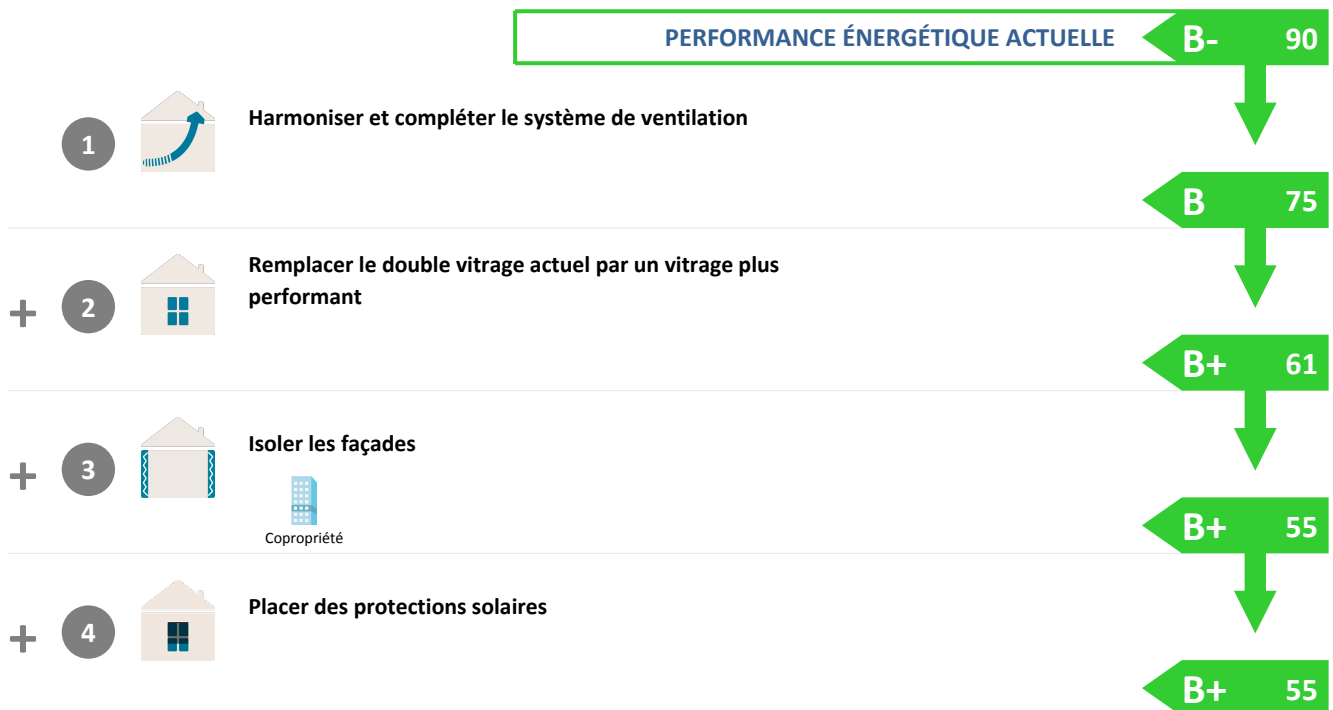 PERFORMANCE ÉNERGÉTIQUE ACTUELLE B- 90
1 Harmoniser et compléter le système de ventilation
B 75
+ 2 Remplacer le double vitrage actuel par un vitrage plus
performant
B+ 61
+ 3 Isoler les façades
Copropriété
B+ 55
+ 4 Placer des protections solaires
B+ 55